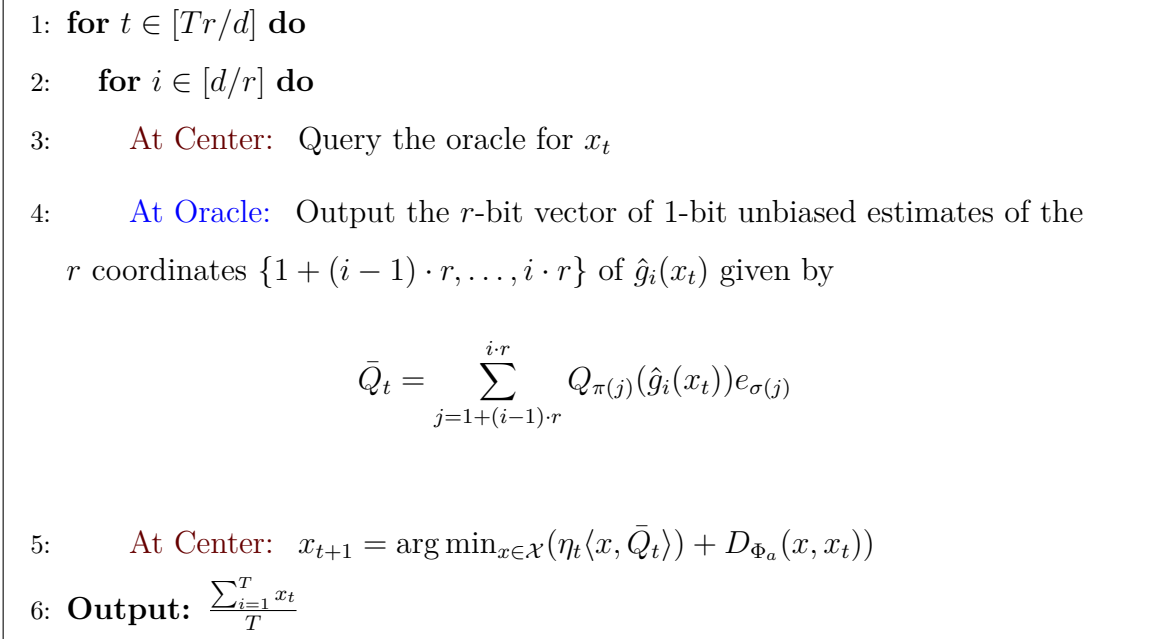 1: for t ∈ [Tr/d] do
2: for i ∈ [d/r] do
3: At Center: Query the oracle for x_t
4: At Oracle: Output the r-bit vector of 1-bit unbiased estimates of the
r coordinates {1 + (i − 1) · r, . . . , i · r} of ĝ_i(x_t) given by
Q̄_t = ∑_{j=1+(i−1)·r}^{i·r} Q_{π(j)}(ĝ_i(x_t))e_{σ(j)}
5: At Center: x_{t+1} = arg min_{x∈𝒳}(η_t⟨x, Q̄_t⟩) + D_{Φ_a}(x, x_t))
6: Output: \frac{∑_{i=1}^{T} x_t}{T}